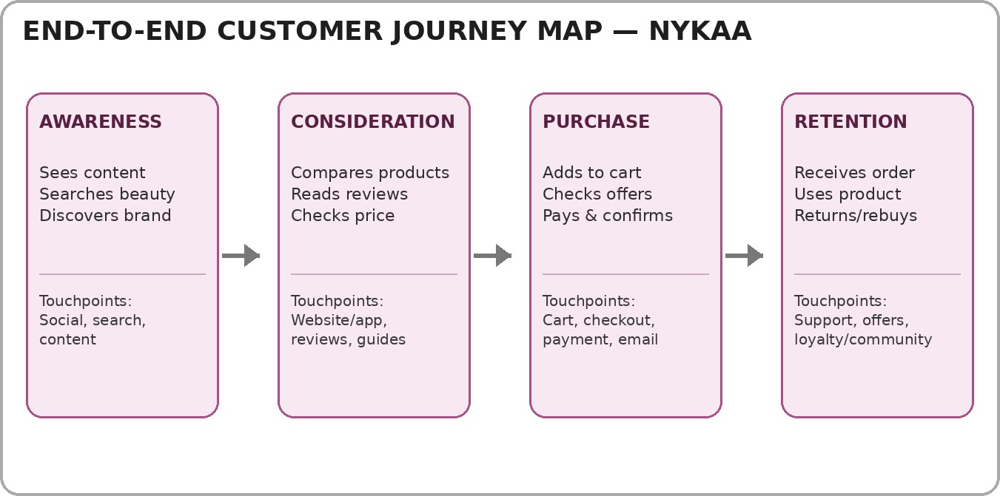 END-TO-END CUSTOMER JOURNEY MAP — NYKAA
AWARENESS
Sees content
Searches beauty
Discovers brand
Touchpoints:
Social, search,
content
CONSIDERATION
Compares products
Reads reviews
Checks price
Touchpoints:
Website/app,
reviews, guides
PURCHASE
Adds to cart
Checks offers
Pays & confirms
Touchpoints:
Cart, checkout,
payment, email
RETENTION
Receives order
Uses product
Returns/rebuys
Touchpoints:
Support, offers,
loyalty/community